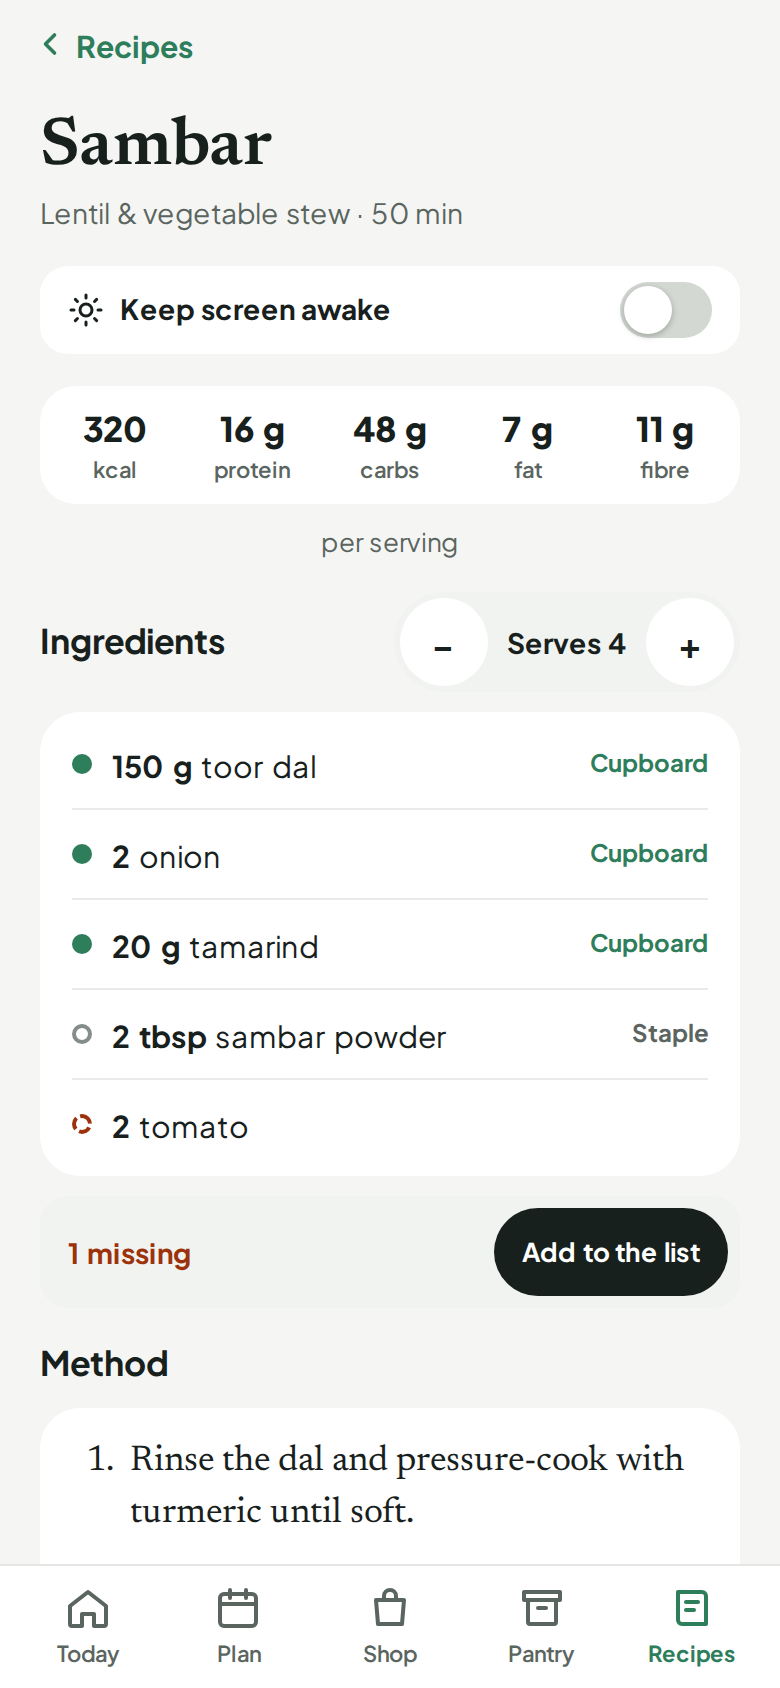 Recipes
Sambar
Lentil & vegetable stew · 50 min
Keep screen awake
320 16 g 48 g 7 g 11 g
kcal protein carbs fat fibre
per serving
Ingredients − Serves 4 +
150 g toor dal Cupboard
2 onion Cupboard
20 g tamarind Cupboard
2 tbsp sambar powder Staple
2 tomato
1 missing Add to the list
Method
1. Rinse the dal and pressure-cook with
turmeric until soft.
Today Plan Shop Pantry Recipes